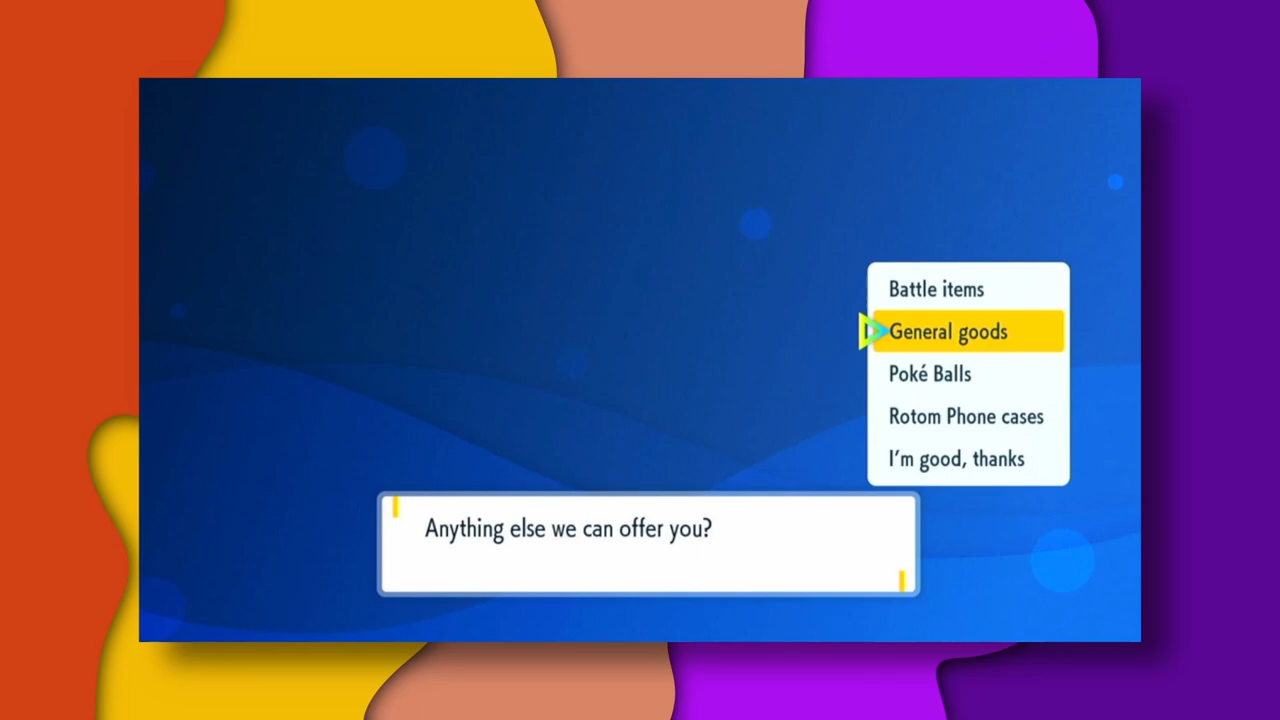 Battle items
General goods
Poké Balls
Rotom Phone cases
I'm good, thanks
Anything else we can offer you?